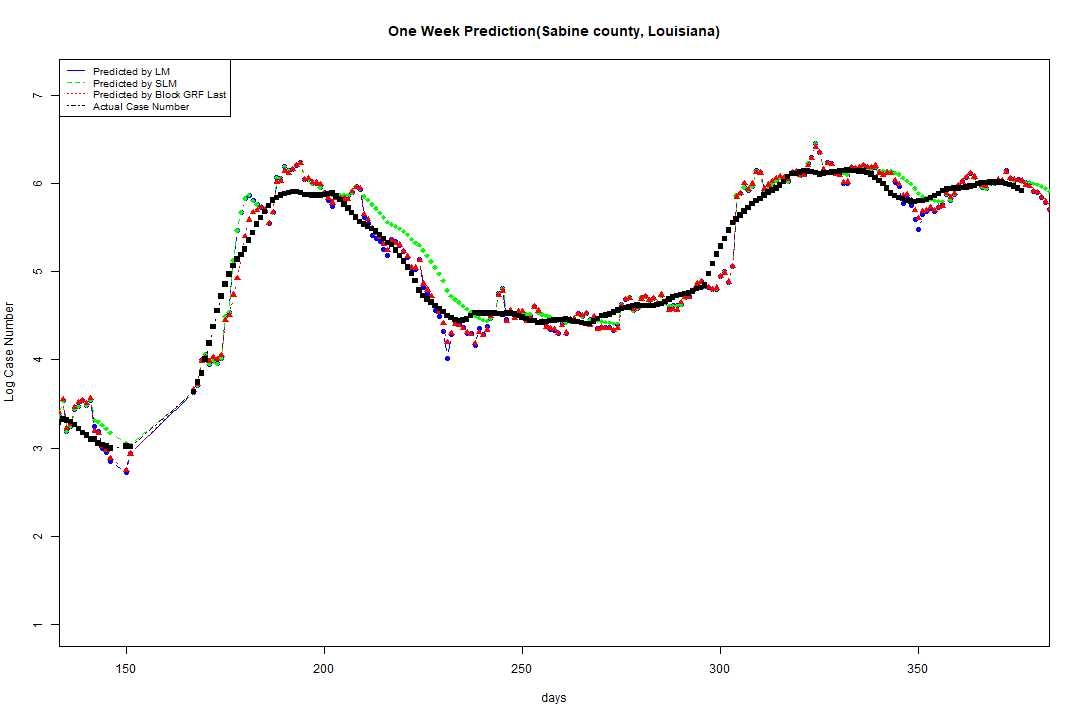 One Week Prediction(Sabine county, Louisiana)
Predicted by LM
Predicted by SLM
Predicted by Block GRF Last
Actual Case Number
7
6
5
4
3
2
1
Log Case Number
150
200
250
300
350
days